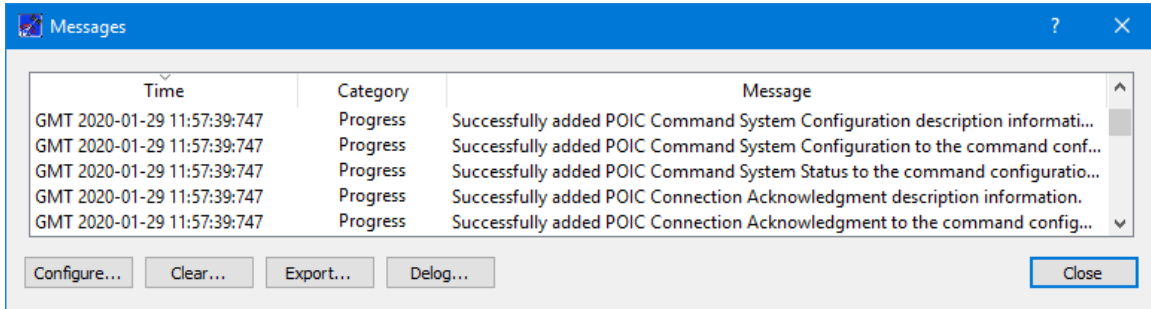 Messages
Time Category Message
GMT 2020-01-29 11:57:39:747 Progress Successfully added POIC Command System Configuration description informati...
GMT 2020-01-29 11:57:39:747 Progress Successfully added POIC Command System Configuration to the command conf...
GMT 2020-01-29 11:57:39:747 Progress Successfully added POIC Command System Status to the command configuratio...
GMT 2020-01-29 11:57:39:747 Progress Successfully added POIC Connection Acknowledgment description information.
GMT 2020-01-29 11:57:39:747 Progress Successfully added POIC Connection Acknowledgment to the command config...
Configure... Clear... Export... Delog... Close